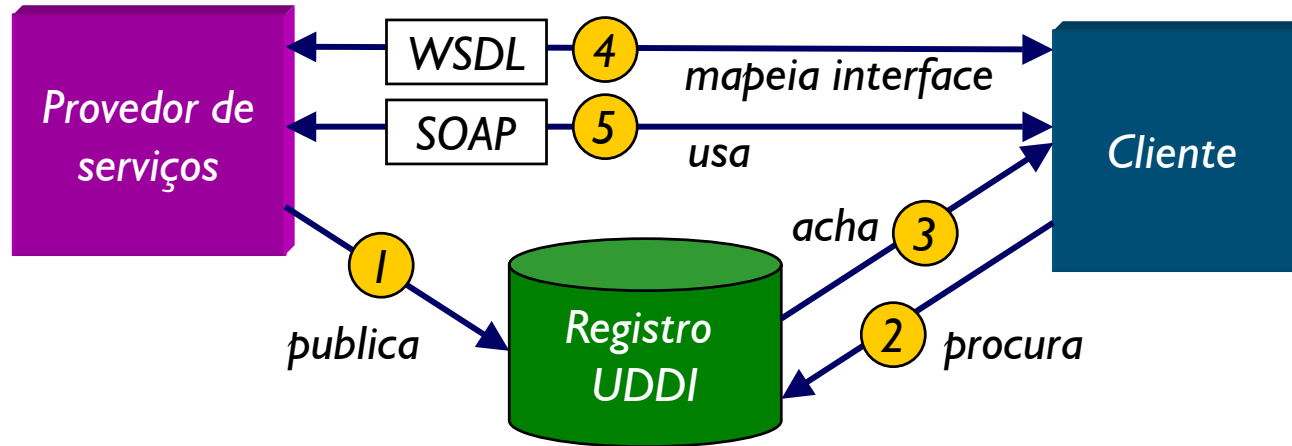 WSDL
4
mapeia interface
Provedor de
serviços
SOAP
5
usa
Cliente
acha
3
1
publica
Registro
UDDI
2
procura